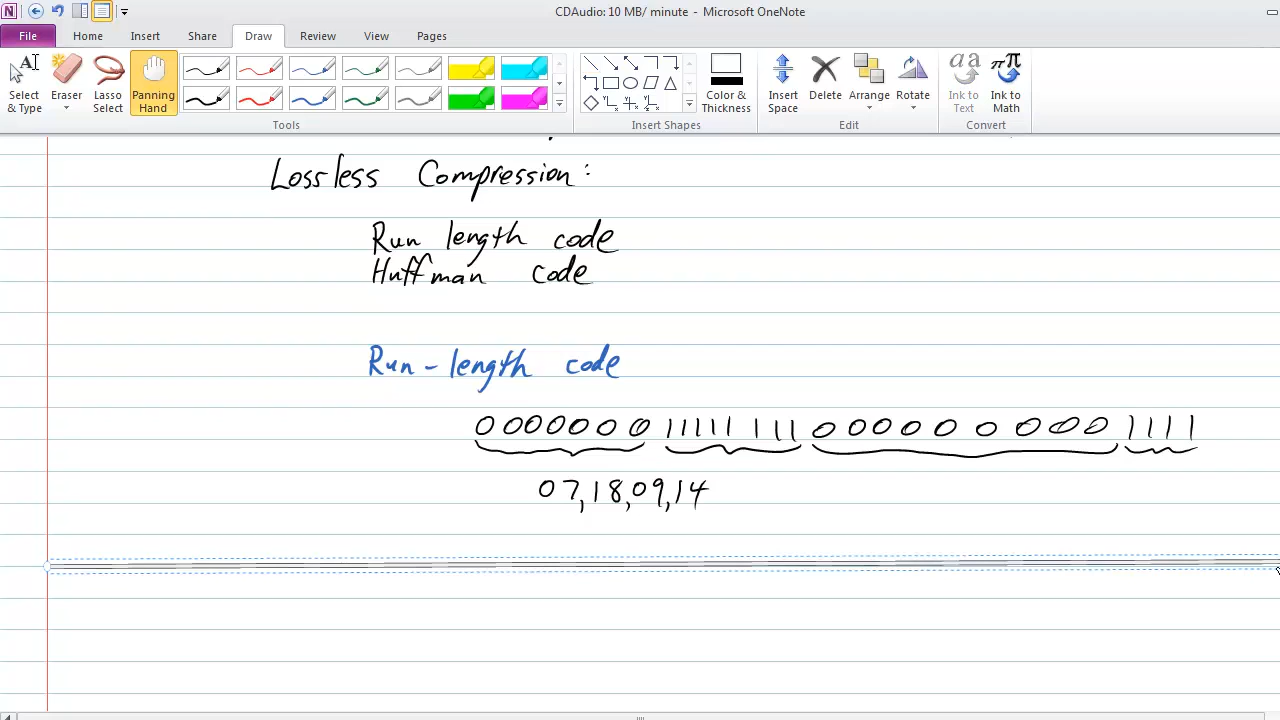 CDAudio: 10 MB/ minute - Microsoft OneNote
File Home Insert Share Draw Review View Pages
Select & Type
Eraser
Lasso Select
Panning Hand
Color & Thickness
Insert Space
Delete
Arrange
Rotate
Ink to Text
Ink to Math
Tools Insert Shapes Edit Convert
Lossless Compression:
Run length code
Huffman code
Run-length code
0000000 11111111 000000000 1111
07,18,09,14